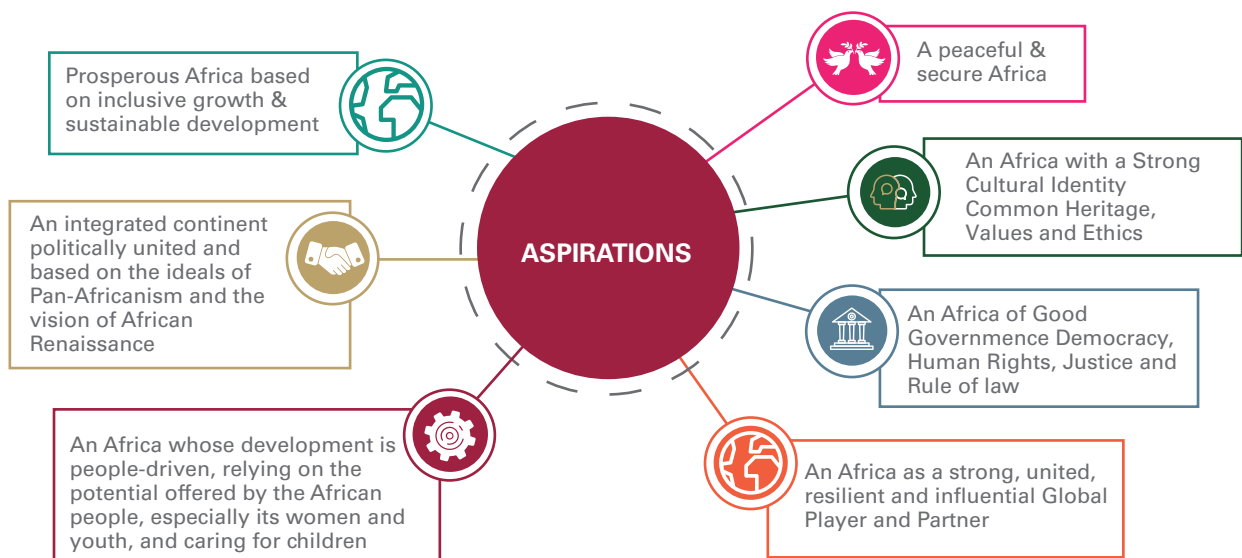 Prosperous Africa based
on inclusive growth &
sustainable development
An integrated continent
politically united and
based on the ideals of
Pan-Africanism and the
vision of African
Renaissance
An Africa whose development is
people-driven, relying on the
potential offered by the African
people, especially its women and
youth, and caring for children
ASPIRATIONS
A peaceful &
secure Africa
An Africa with a Strong
Cultural Identity
Common Heritage,
Values and Ethics
An Africa of Good
Governmence Democracy,
Human Rights, Justice and
Rule of law
An Africa as a strong, united,
resilient and influential Global
Player and Partner